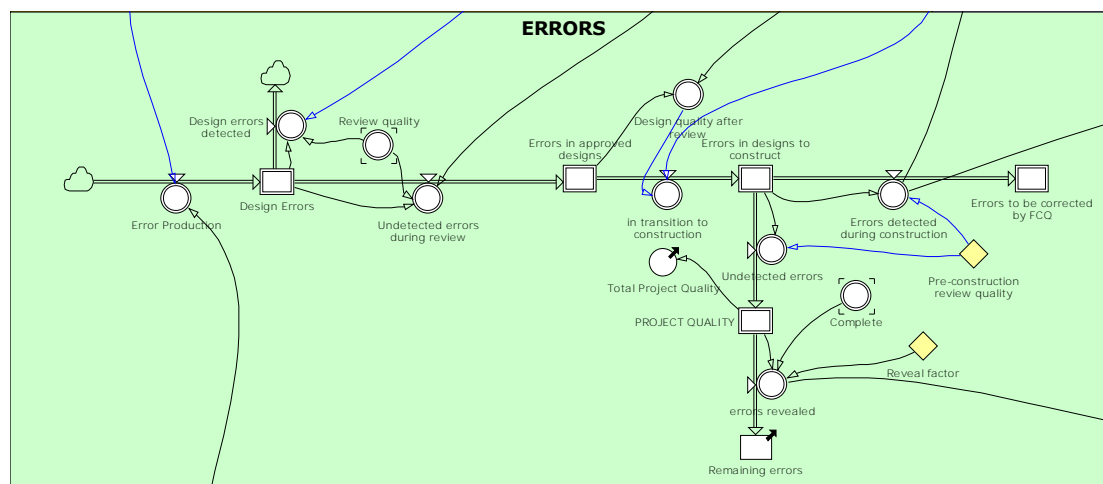 ERRORS
Design errors
detected
Review quality
Design quality after
review
Errors in approved
designs
Errors in designs to
construct
Error Production
Design Errors
Undetected errors
during review
in transition to
construction
Errors detected
during construction
Errors to be corrected
by FCQ
Total Project Quality
Undetected errors
Pre-construction
review quality
PROJECT QUALITY
Complete
Reveal factor
errors revealed
Remaining errors